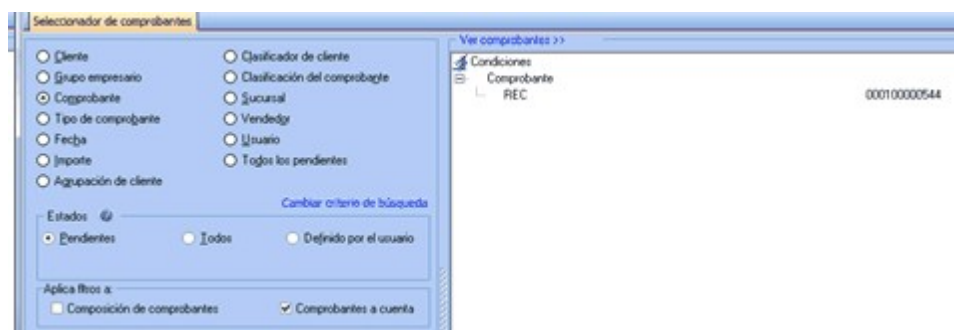 Seleccionador de comprobantes
Cliente
Grupo empresario
Comprobante
Tipo de comprobante
Fecha
Importe
Agrupación de cliente
Clasificador de cliente
Clasificación del comprobante
Sucursal
Vendedor
Usuario
Todos los pendientes
Cambiar criterio de búsqueda
Estados
Pendientes Todos Definido por el usuario
Aplica filtros a:
Composición de comprobantes Comprobantes a cuenta
Ver comprobantes >>
Condiciones
Comprobante
REC 000100000544